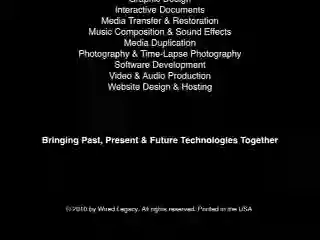 Graphic Design
Interactive Documents
Media Transfer & Restoration
Music Composition & Sound Effects
Media Duplication
Photography & Time-Lapse Photography
Software Development
Video & Audio Production
Website Design & Hosting
Bringing Past, Present & Future Technologies Together
© 2010 by Wired Legacy. All rights reserved. Printed in the USA